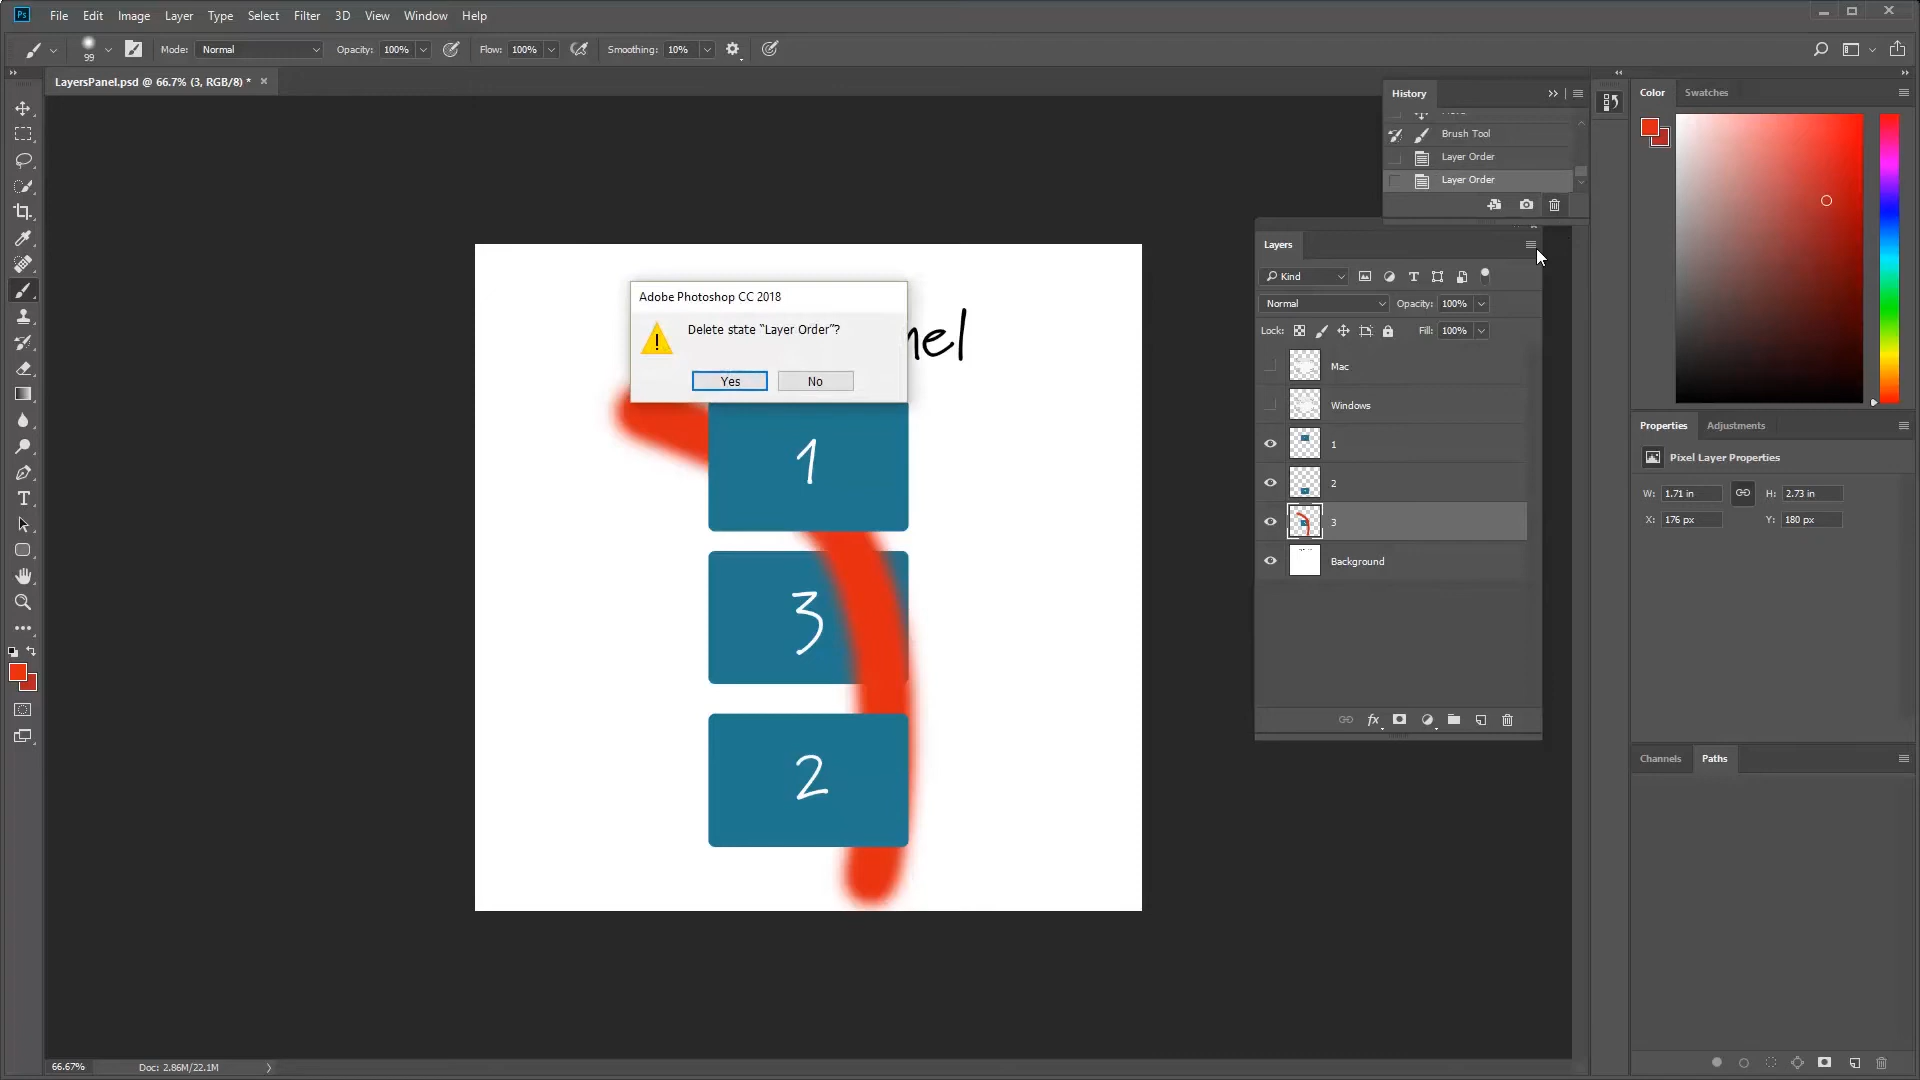 Ps File Edit Image Layer Type Select Filter 3D View Window Help
99 Mode: Normal Opacity: 100% Flow: 100% Smoothing: 10%
LayersPanel.psd @ 66.7% (3, RGB/8) *
History
Brush Tool
Layer Order
Layer Order
Color Swatches
Layers
Kind
Normal Opacity: 100%
Lock: Fill: 100%
Mac
Windows
1
2
3
Background
Adobe Photoshop CC 2018
Delete state “Layer Order”?
Yes No
nel
1
3
2
Properties Adjustments
Pixel Layer Properties
W: 1.71 in H: 2.73 in
X: 176 px Y: 180 px
Channels Paths
66.67% Doc: 2.86M/22.1M